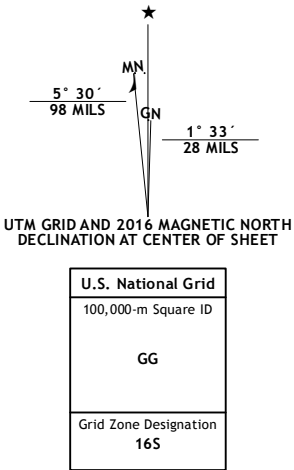 ★
MN.
5° 30´
98 MILS
GN
1° 33´
28 MILS
UTM GRID AND 2016 MAGNETIC NORTH
DECLINATION AT CENTER OF SHEET
U.S. National Grid
100,000-m Square ID
GG
Grid Zone Designation
16S